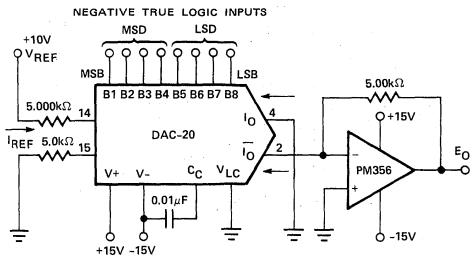 NEGATIVE TRUE LOGIC INPUTS
MSD LSD
+10V
VREF
MSB LSB
B1 B2 B3 B4 B5 B6 B7 B8
5.000kΩ 14
IREF
5.0kΩ 15
DAC-20
IO 4
IO 2
V+ V- CC VLC
0.01μF
+15V -15V
5.00kΩ
+15V
-
+
PM356
EO
-15V